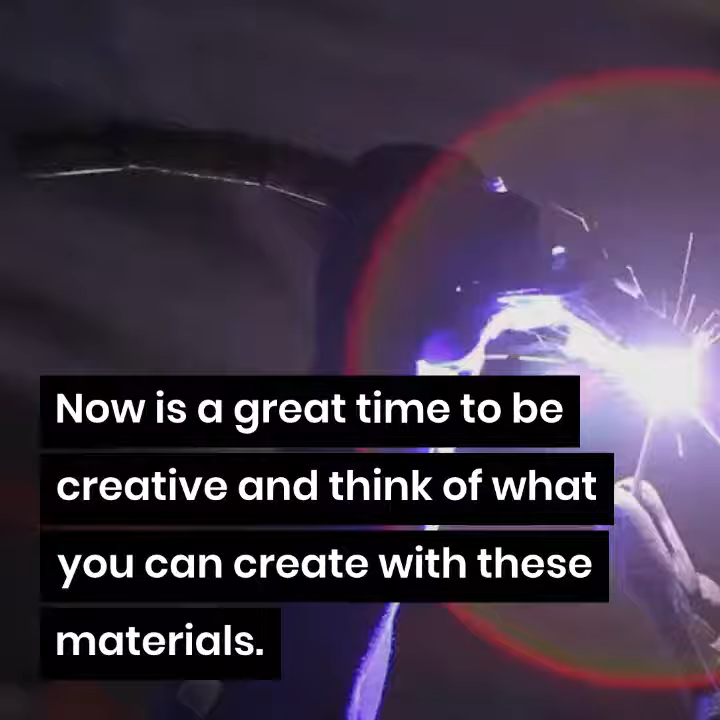 Now is a great time to be
creative and think of what
you can create with these
materials.